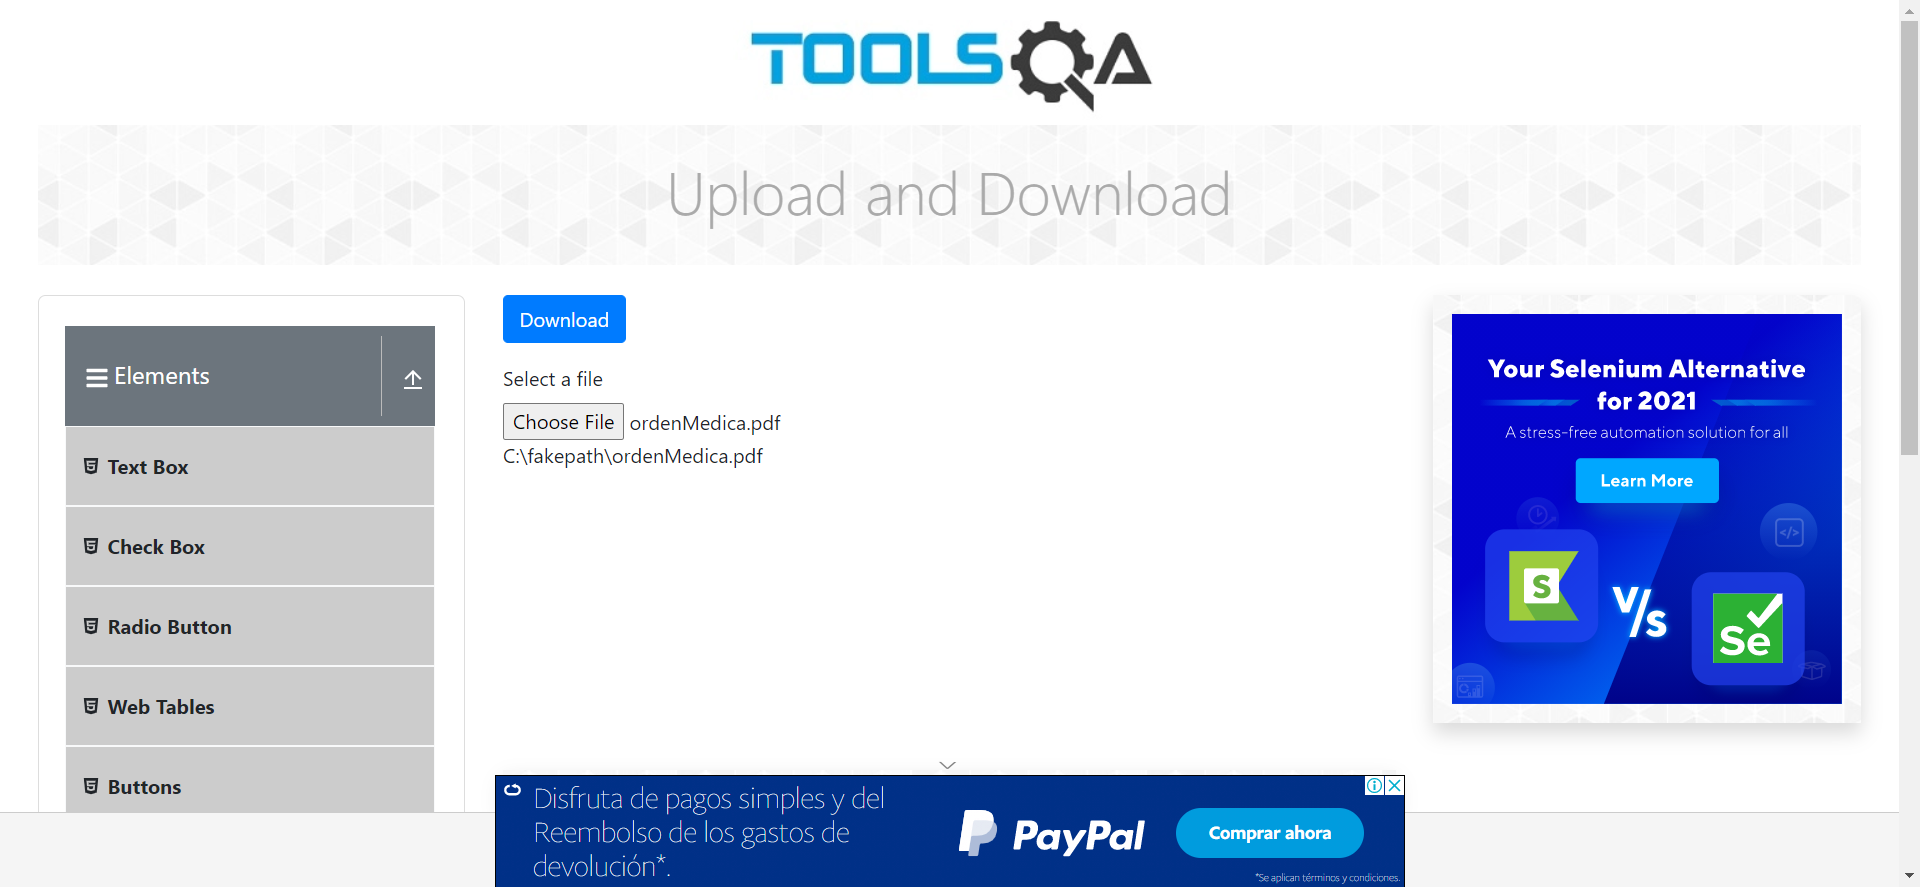 TOOLSQA
Upload and Download
Elements
Text Box
Check Box
Radio Button
Web Tables
Buttons
Download
Select a file
Choose File ordenMedica.pdf
C:\fakepath\ordenMedica.pdf
Your Selenium Alternative
for 2021
A stress-free automation solution for all
Learn More
S
V/s
Se
Disfruta de pagos simples y del
Reembolso de los gastos de
devolución*.
PayPal
Comprar ahora
*Se aplican términos y condiciones.